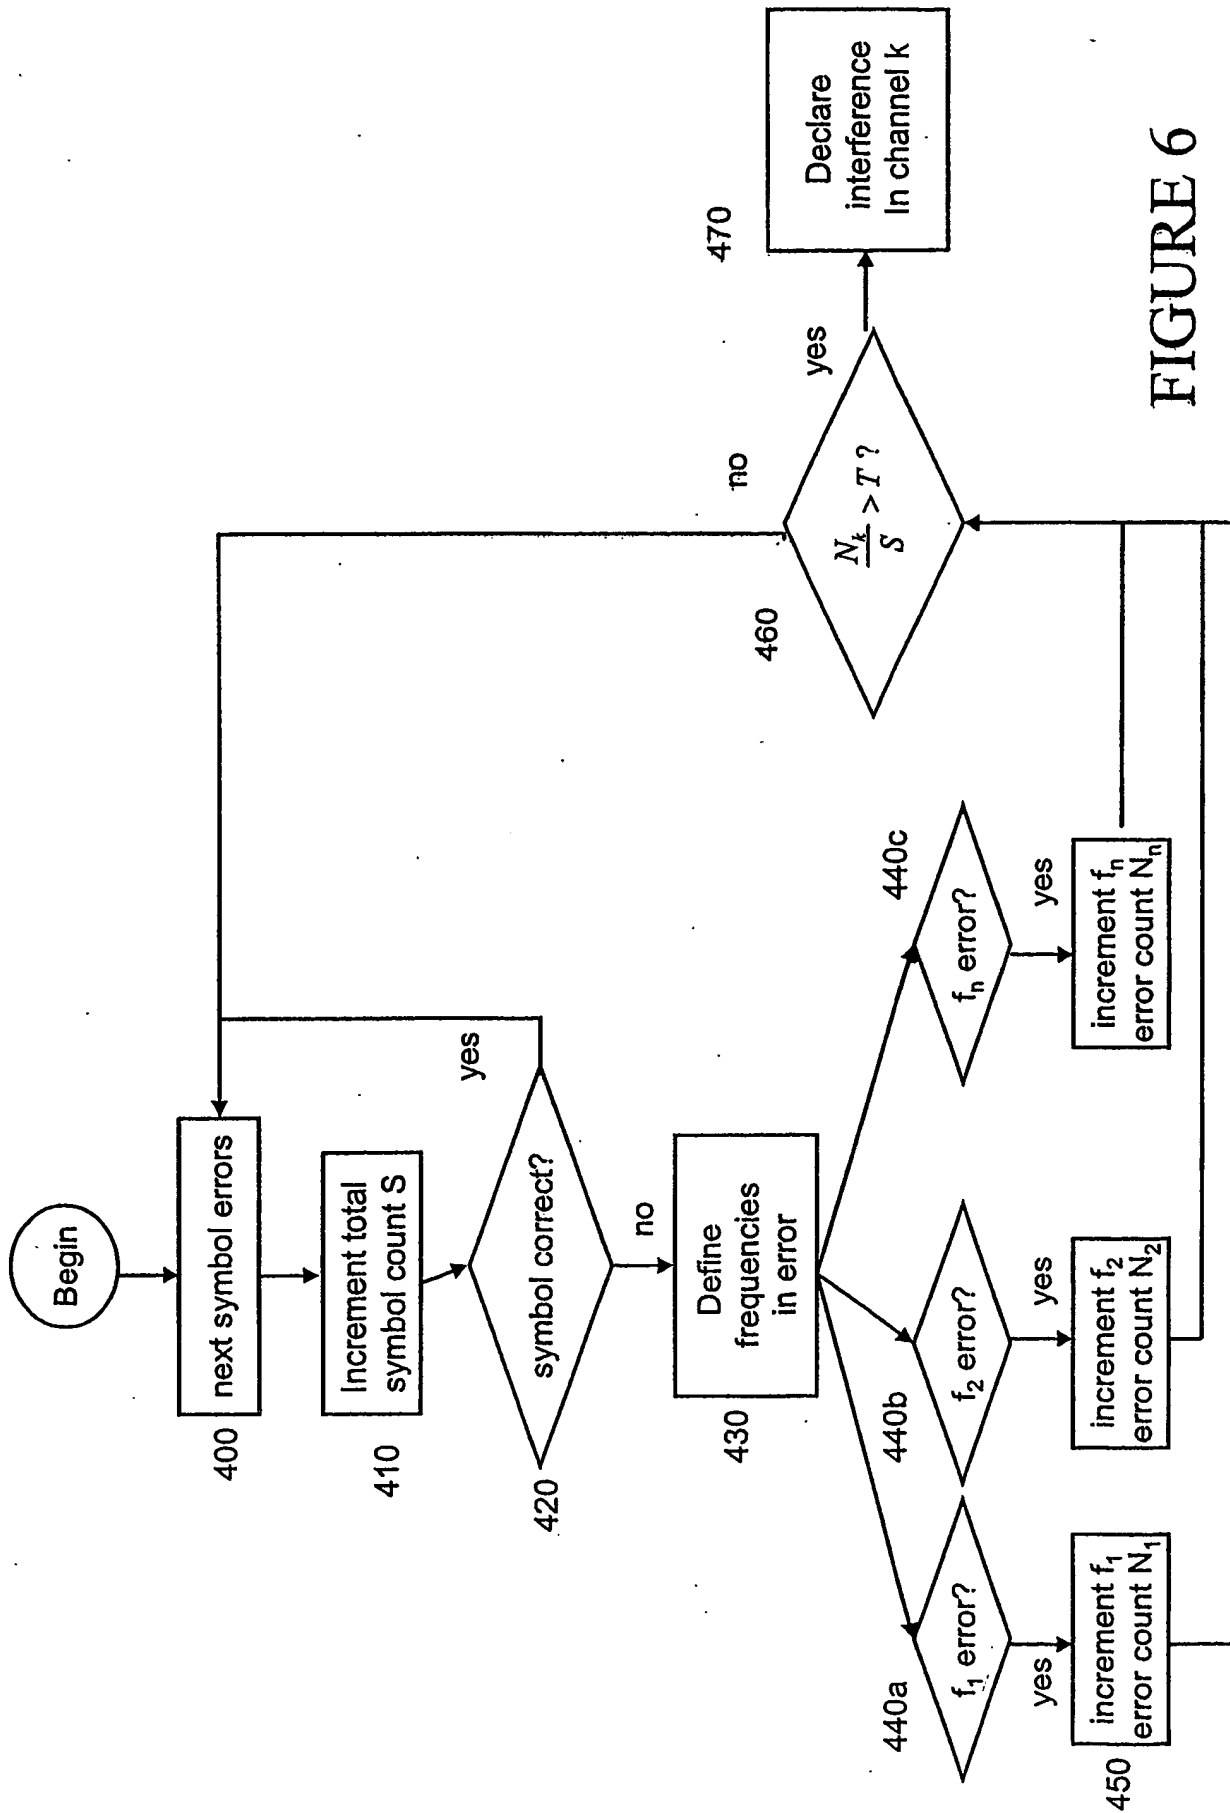 Begin
400
next symbol errors
410
Increment total
symbol count S
420
symbol correct?
yes
no
430
Define
frequencies
in error
440a
f₁ error?
yes
440b
f₂ error?
yes
440c
fₙ error?
yes
450
increment f₁
error count N₁
increment f₂
error count N₂
increment fₙ
error count Nₙ
460
N_k/S > T ?
no
yes
470
Declare
interference
In channel k
FIGURE 6